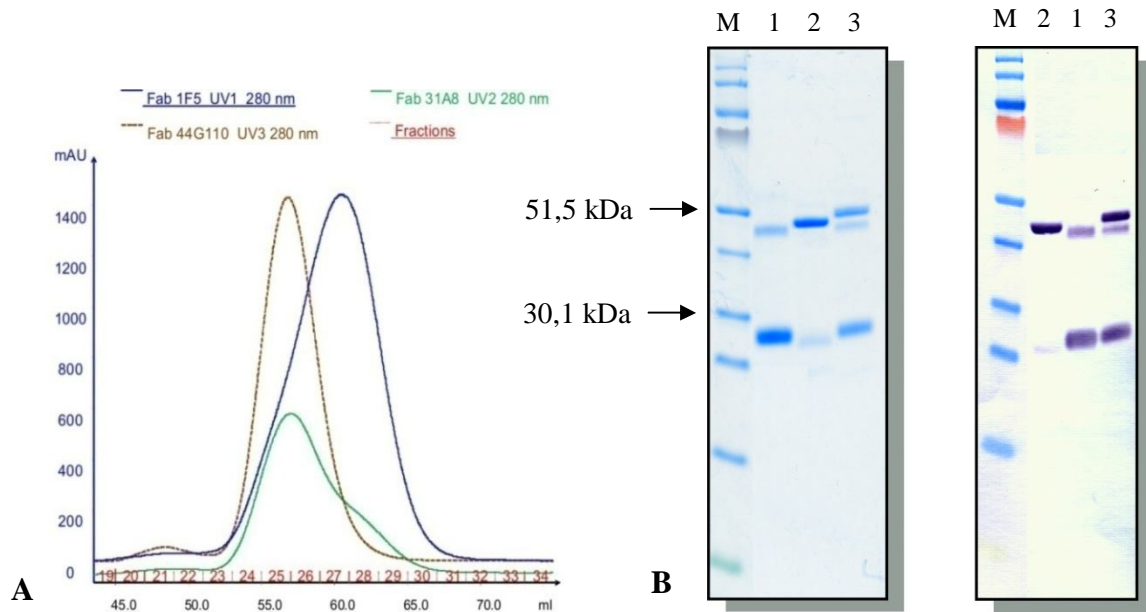 Fab 1F5 UV1 280 nm
Fab 31A8 UV2 280 nm
Fab 44G110 UV3 280 nm
Fractions
mAU
1400
1200
1000
800
600
400
200
0
19 20 21 22 23 24 25 26 27 28 29 30 31 32 33 34
45.0 50.0 55.0 60.0 65.0 70.0 ml
A
M 1 2 3
51,5 kDa
30,1 kDa
B
M 2 1 3